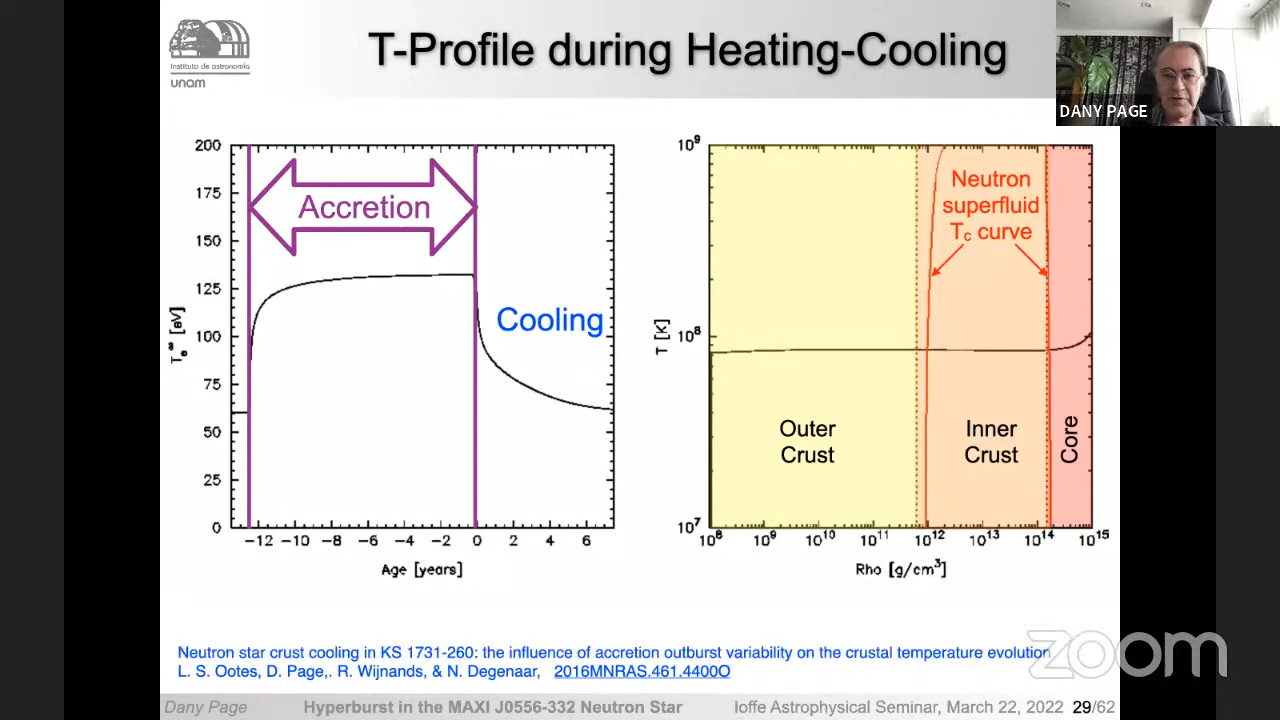 Instituto de astronomía
unam
T-Profile during Heating-Cooling
DANY PAGE
200
175
150
125
100
75
50
25
0
Te∞ [eV]
Accretion
Cooling
−12 −10 −8 −6 −4 −2 0 2 4 6
Age [years]
10⁹
10⁸
10⁷
T [K]
Neutron
superfluid
Tc curve
Outer
Crust
Inner
Crust
Core
10⁸ 10⁹ 10¹⁰ 10¹¹ 10¹² 10¹³ 10¹⁴ 10¹⁵
Rho [g/cm³]
Neutron star crust cooling in KS 1731-260: the influence of accretion outburst variability on the crustal temperature evolution
L. S. Ootes, D. Page,. R. Wijnands, & N. Degenaar, 2016MNRAS.461.4400O
zoom
Dany Page Hyperburst in the MAXI J0556-332 Neutron Star Ioffe Astrophysical Seminar, March 22, 2022 29/62